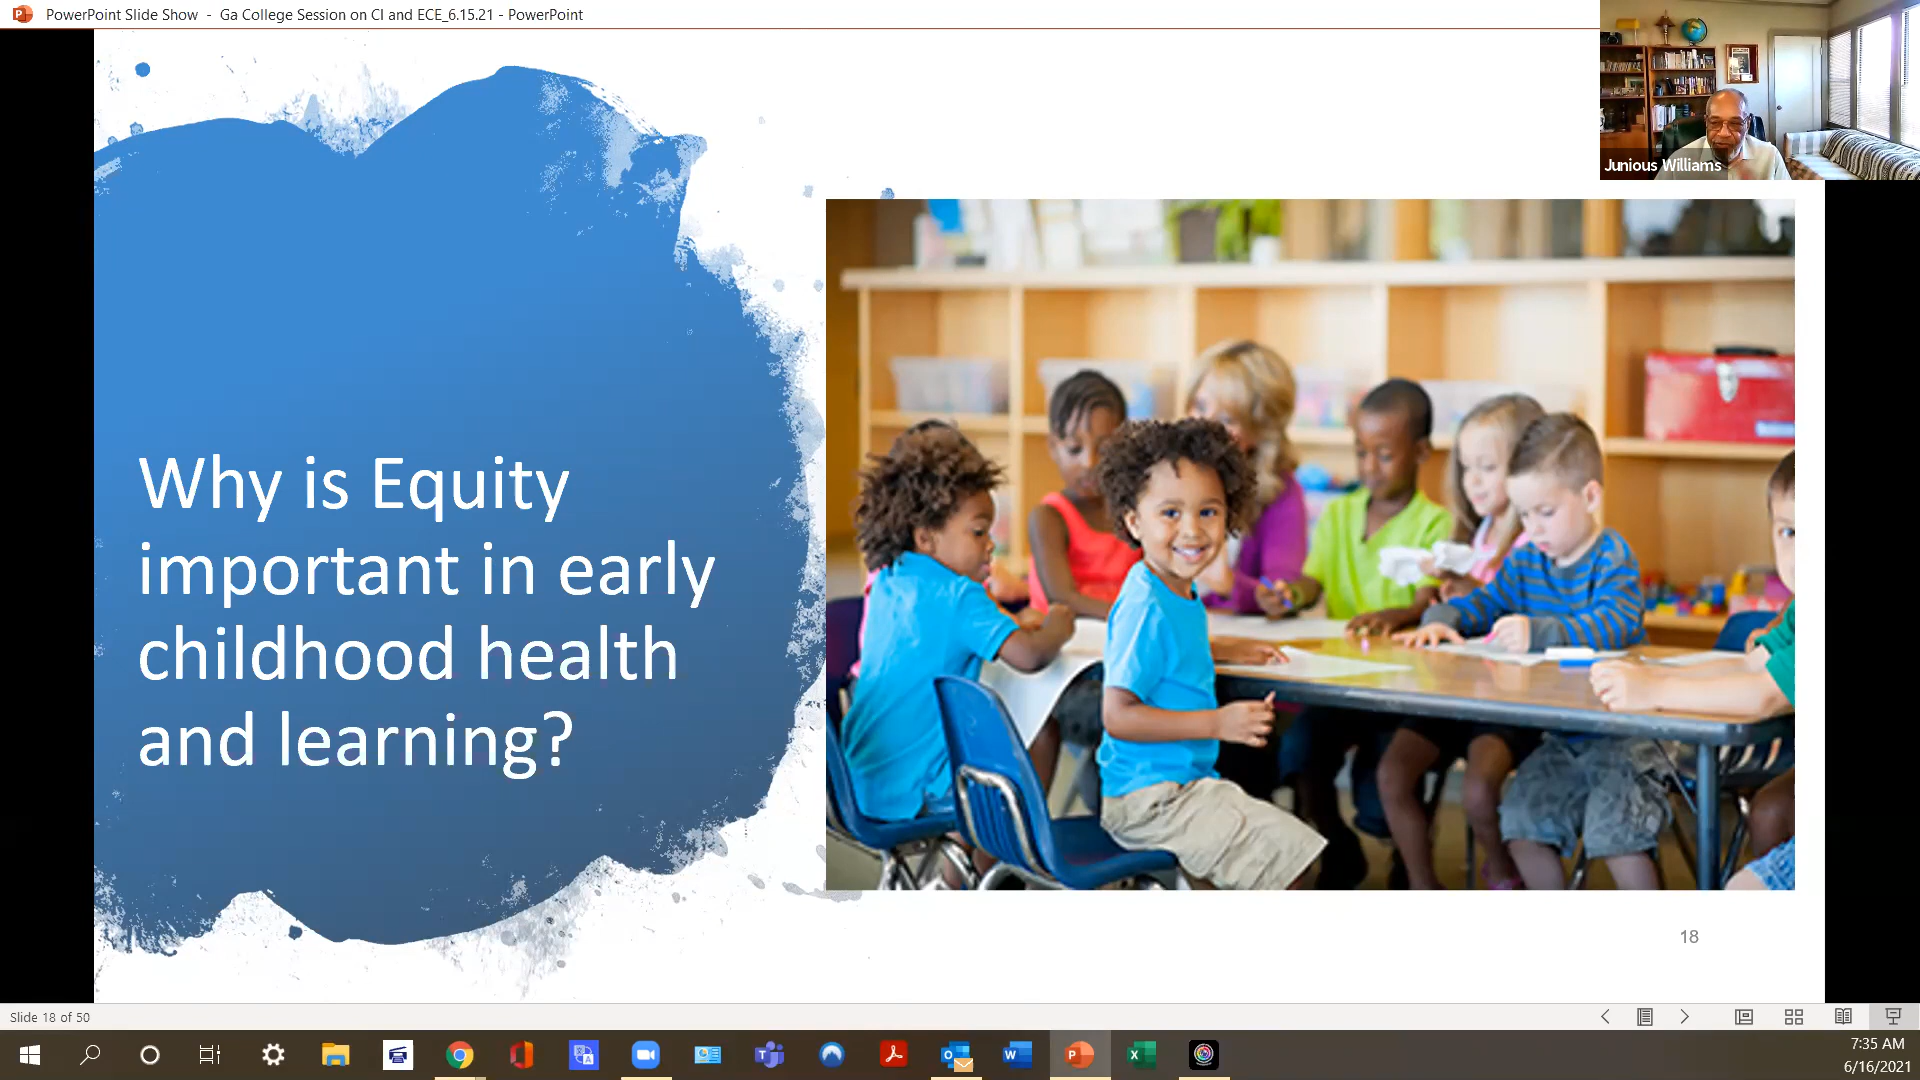 PowerPoint Slide Show - Ga College Session on CI and ECE_6.15.21 - PowerPoint
Junious Williams
Why is Equity
important in early
childhood health
and learning?
18
Slide 18 of 50
7:35 AM
6/16/2021